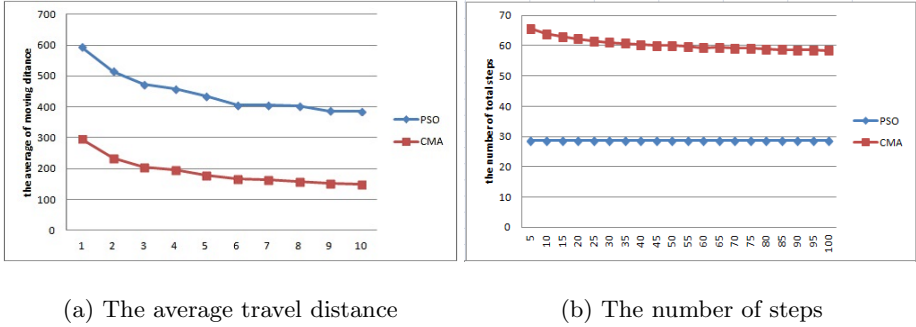 700
600
500
400
300
200
100
0
the average of moving ditance
1 2 3 4 5 6 7 8 9 10
PSO
CMA
80
70
60
50
40
30
20
10
0
the number of total steps
5 10 15 20 25 30 35 40 45 50 55 60 65 70 75 80 85 90 95 100
PSO
CMA
(a) The average travel distance
(b) The number of steps